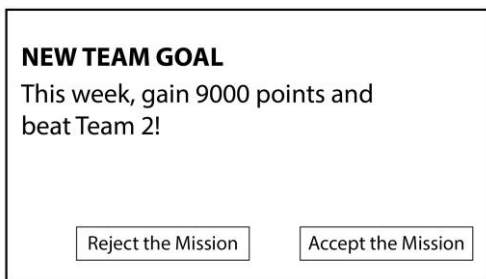 NEW TEAM GOAL
This week, gain 9000 points and
beat Team 2!
Reject the Mission
Accept the Mission